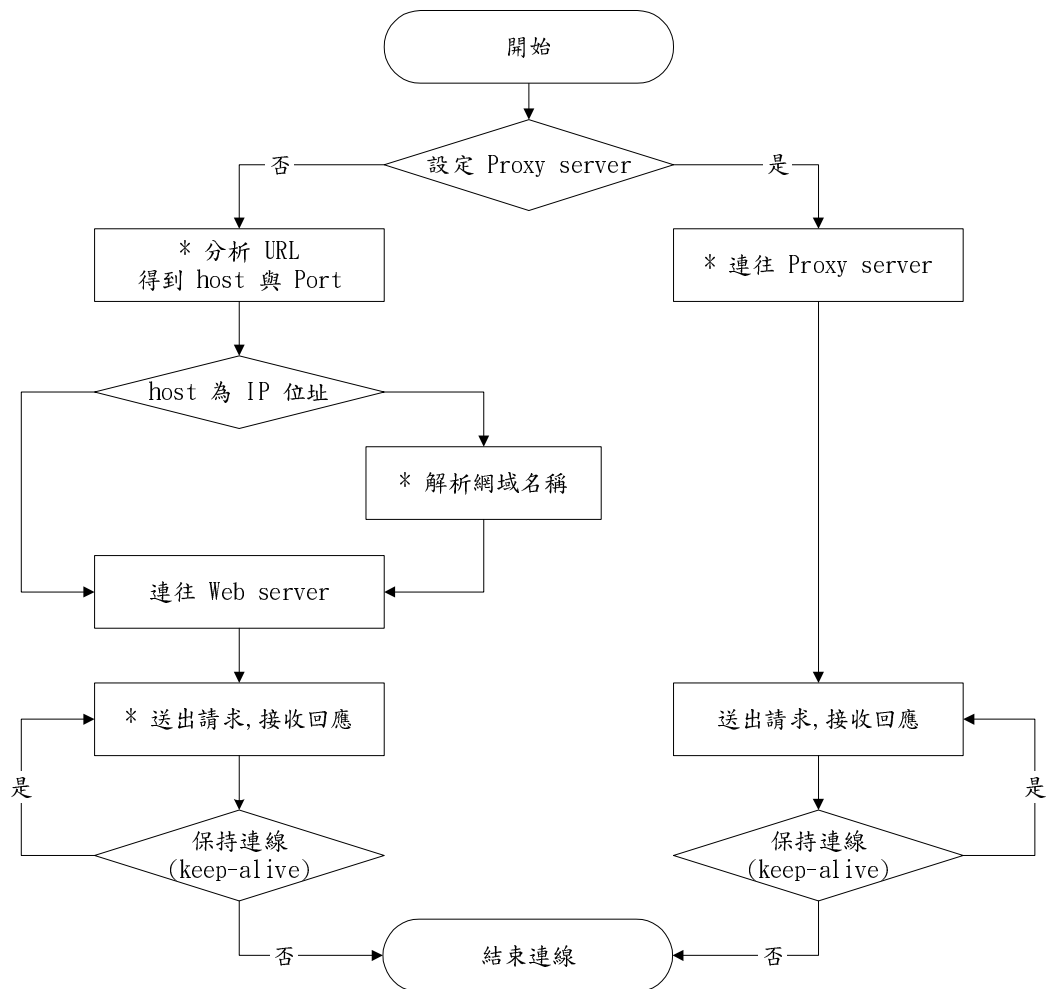 開始
設定 Proxy server
否
是
* 分析 URL
得到 host 與 Port
* 連往 Proxy server
host 為 IP 位址
* 解析網域名稱
連往 Web server
* 送出請求,接收回應
送出請求,接收回應
是
是
保持連線
(keep-alive)
保持連線
(keep-alive)
否
結束連線
否